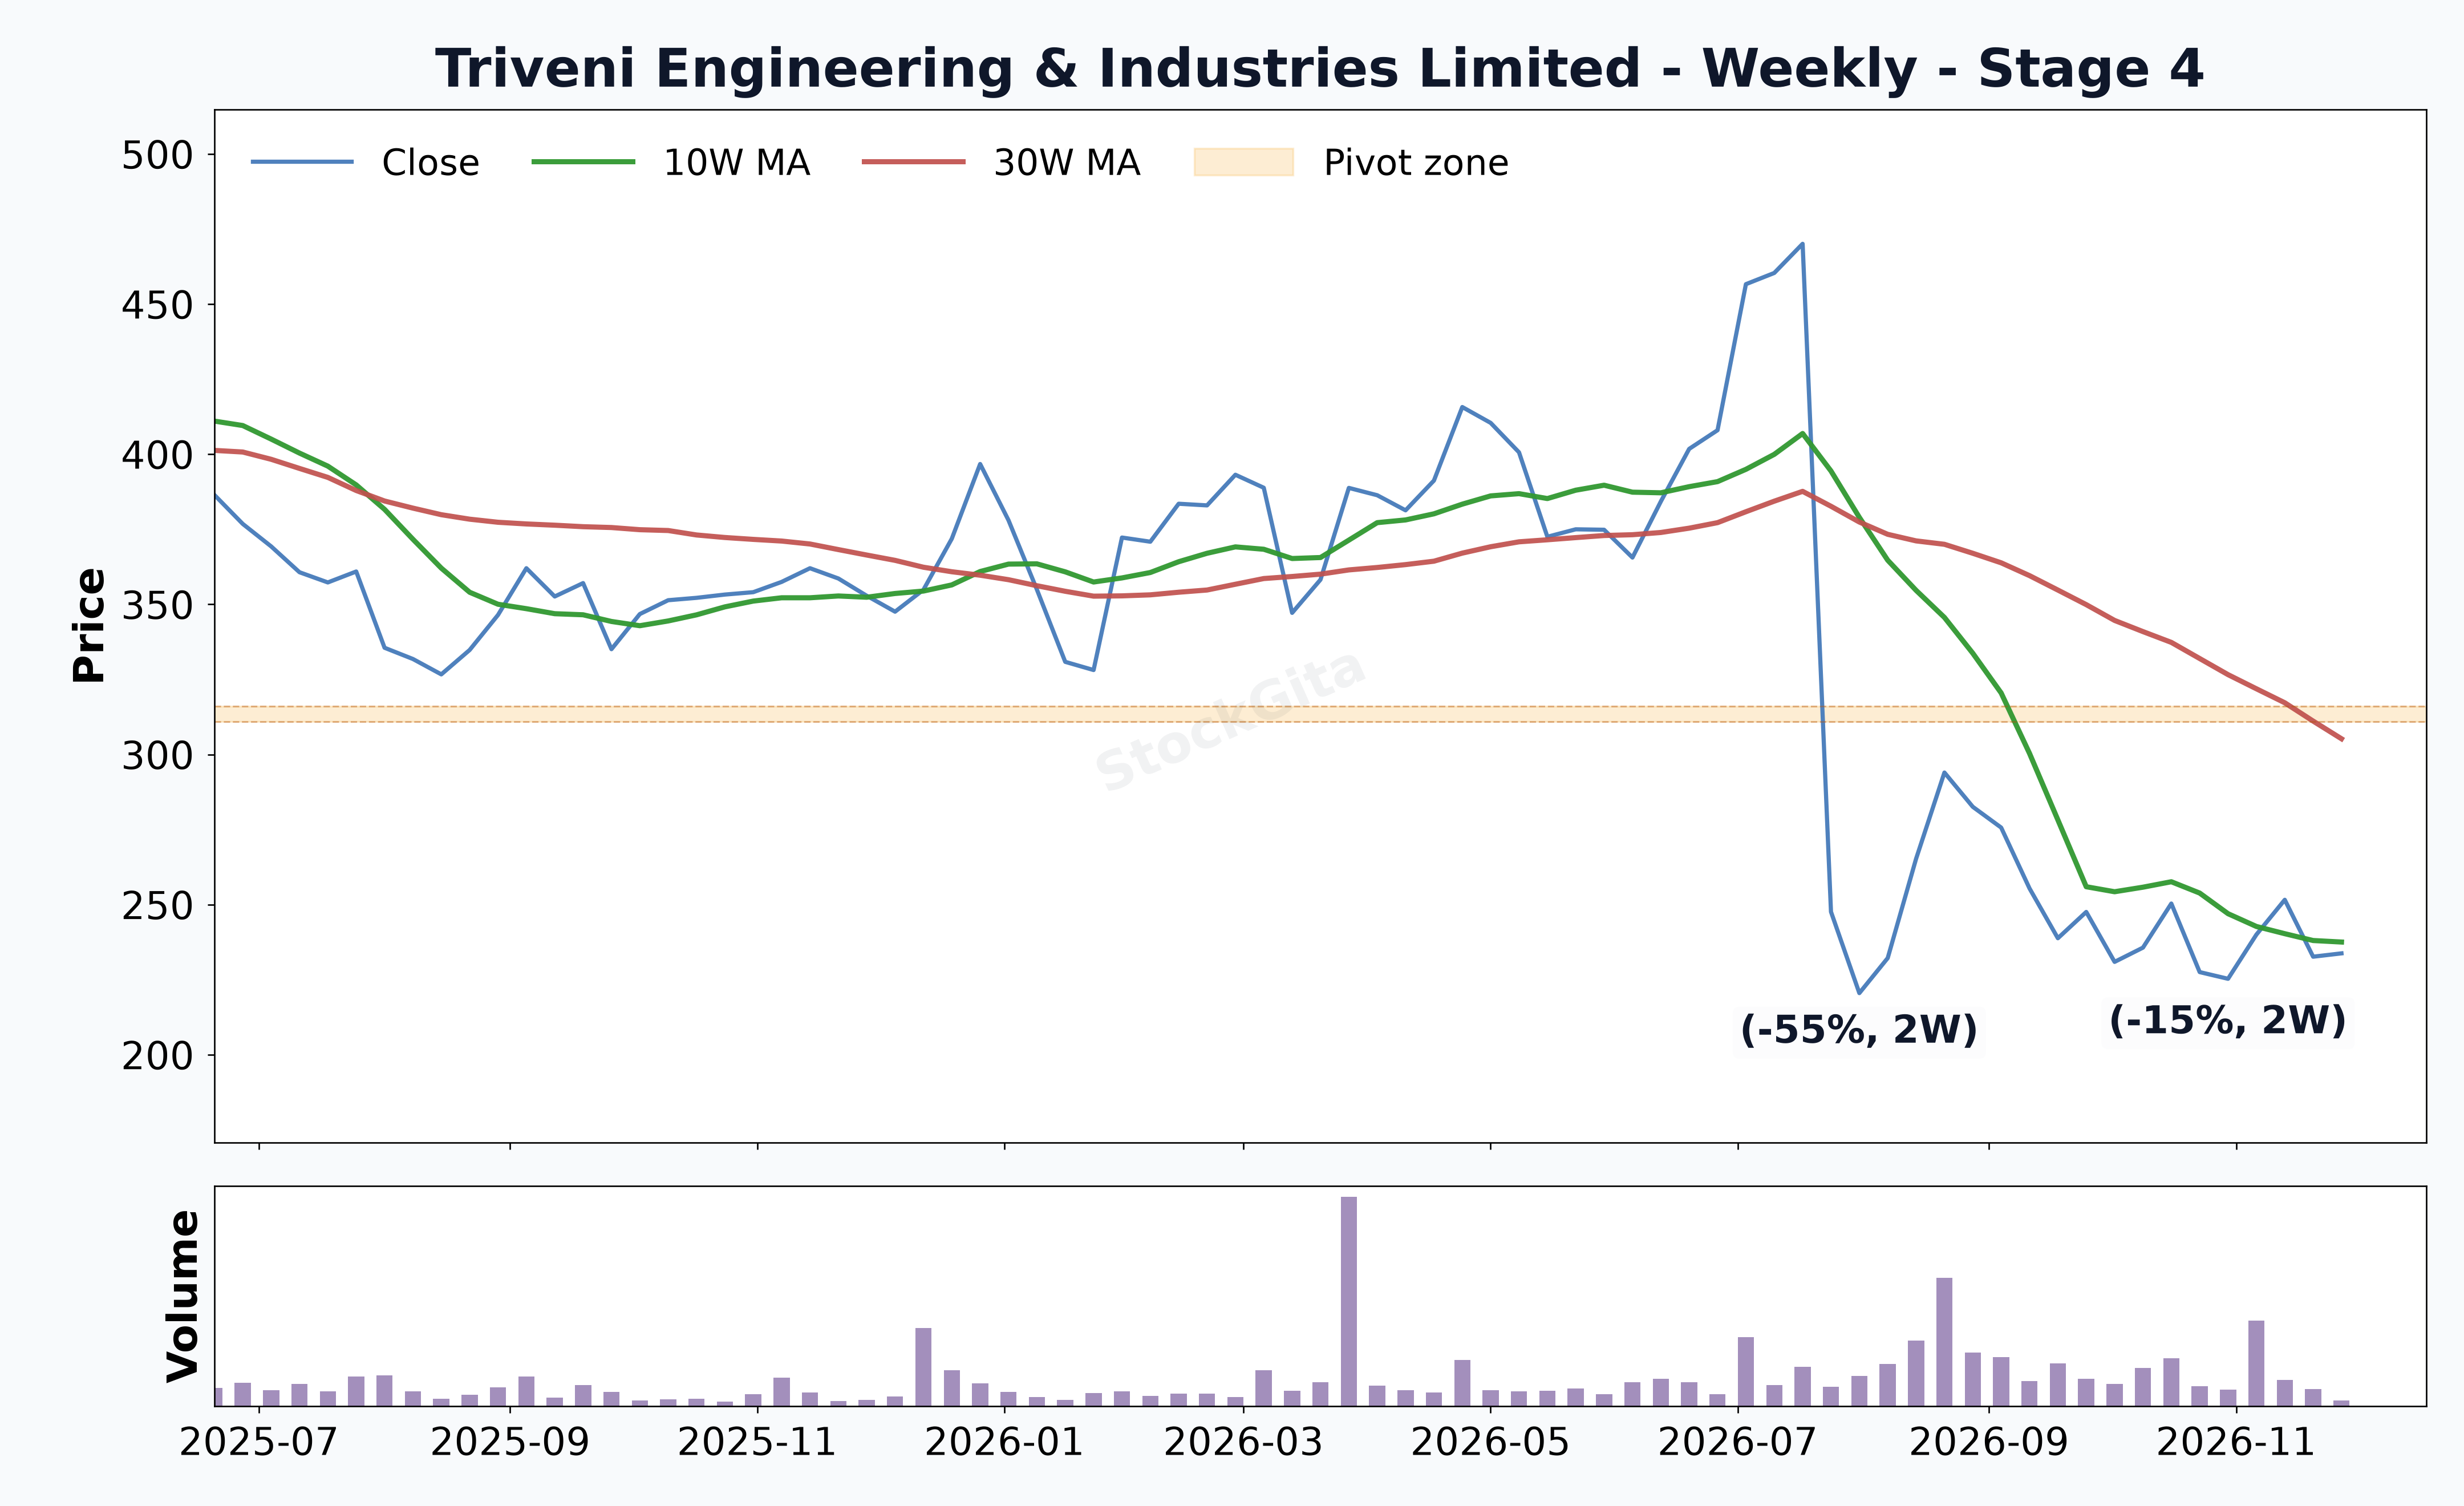 Triveni Engineering & Industries Limited - Weekly - Stage 4
Close 10W MA 30W MA Pivot zone
500
450
400
350
300
250
200
Price
StockGita
(-55%, 2W)
(-15%, 2W)
Volume
2025-07 2025-09 2025-11 2026-01 2026-03 2026-05 2026-07 2026-09 2026-11